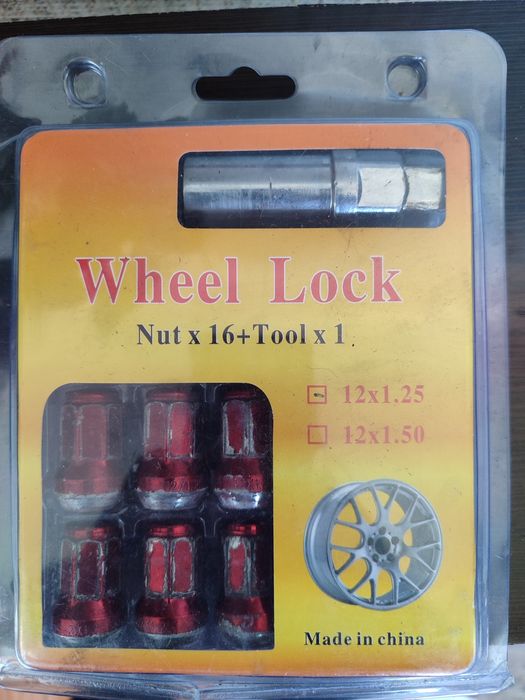 Wheel Lock
Nut x 16+Tool x 1
12x1.25
12x1.50
Made in china